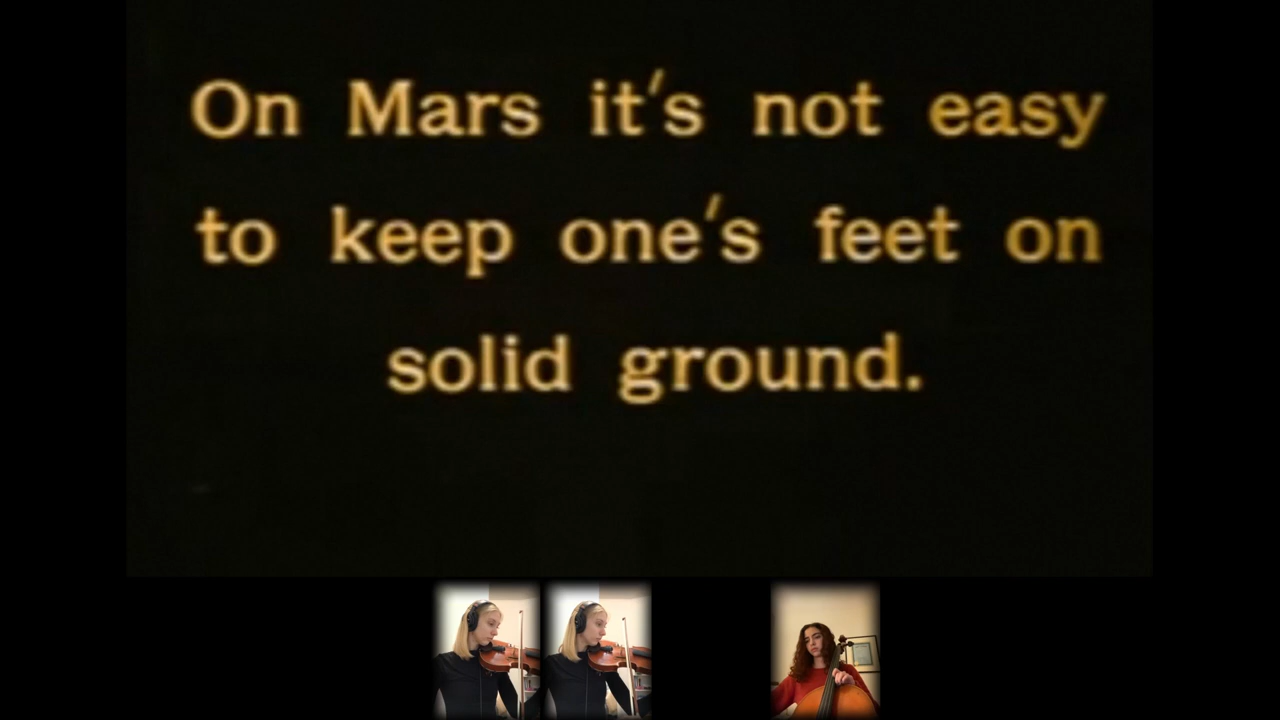 On Mars it's not easy
to keep one's feet on
solid ground.